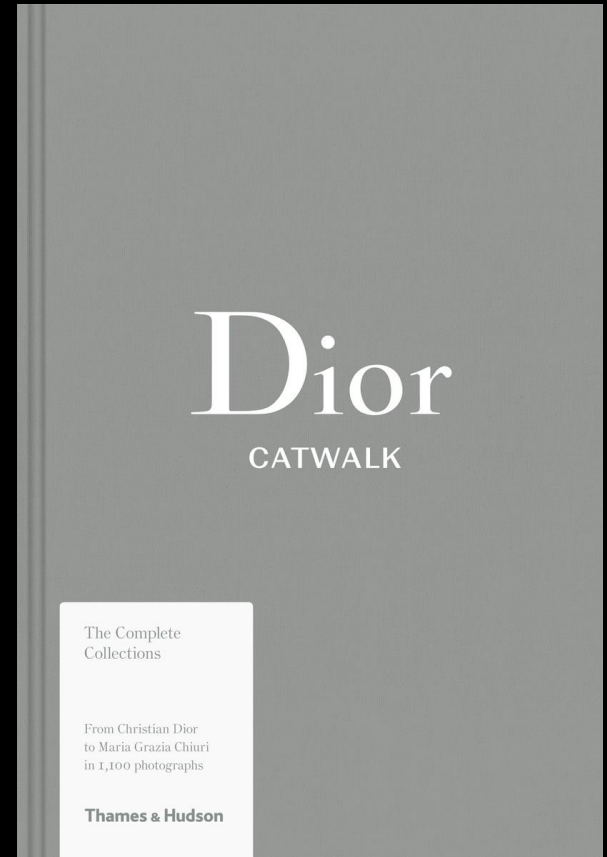 Dior
CATWALK
The Complete
Collections
From Christian Dior
to Maria Grazia Chiuri
in 1,100 photographs
Thames & Hudson